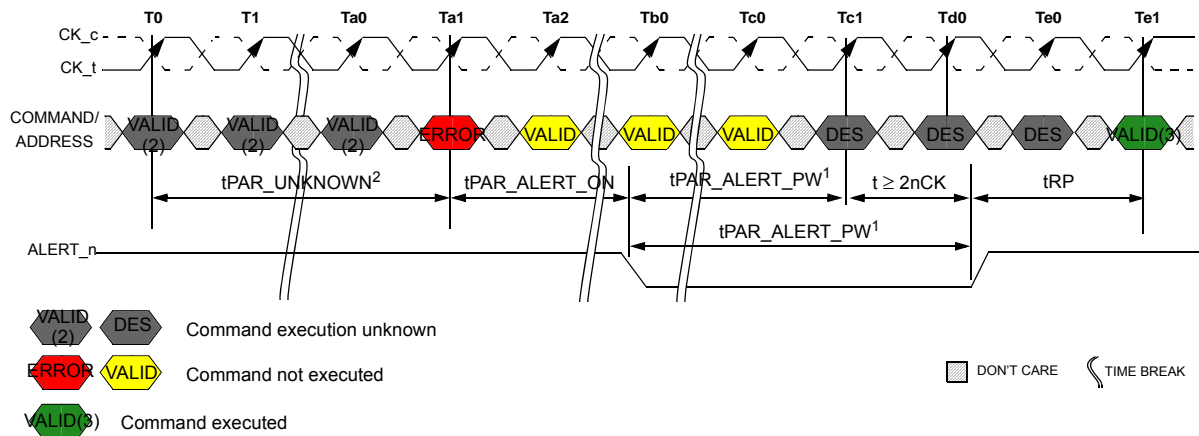 T0 T1 Ta0 Ta1 Ta2 Tb0 Tc0 Tc1 Td0 Te0 Te1
CK_c
CK_t
COMMAND/
ADDRESS
VALID
(2)
VALID
(2)
VALID
(2)
ERROR VALID VALID VALID DES DES DES VALID(3)
tPAR_UNKNOWN² tPAR_ALERT_ON tPAR_ALERT_PW¹ t ≥ 2nCK tRP
tPAR_ALERT_PW¹
ALERT_n
VALID
(2)
DES Command execution unknown
ERROR VALID Command not executed
DON'T CARE TIME BREAK
VALID(3) Command executed